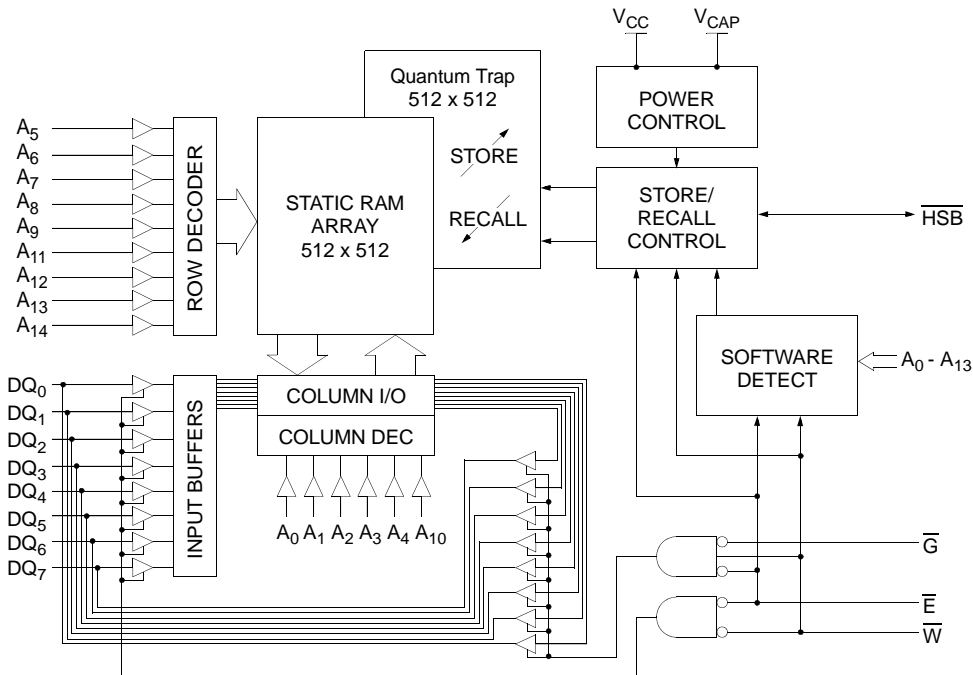 V_CC V_CAP
Quantum Trap
512 x 512
STORE
RECALL
POWER
CONTROL
STORE/
RECALL
CONTROL
H̅S̅B̅
A_5
A_6
A_7
A_8
A_9
A_11
A_12
A_13
A_14
ROW DECODER
STATIC RAM
ARRAY
512 x 512
SOFTWARE
DETECT
A_0 - A_13
DQ_0
DQ_1
DQ_2
DQ_3
DQ_4
DQ_5
DQ_6
DQ_7
INPUT BUFFERS
COLUMN I/O
COLUMN DEC
A_0 A_1 A_2 A_3 A_4 A_10
G̅
E̅
W̅